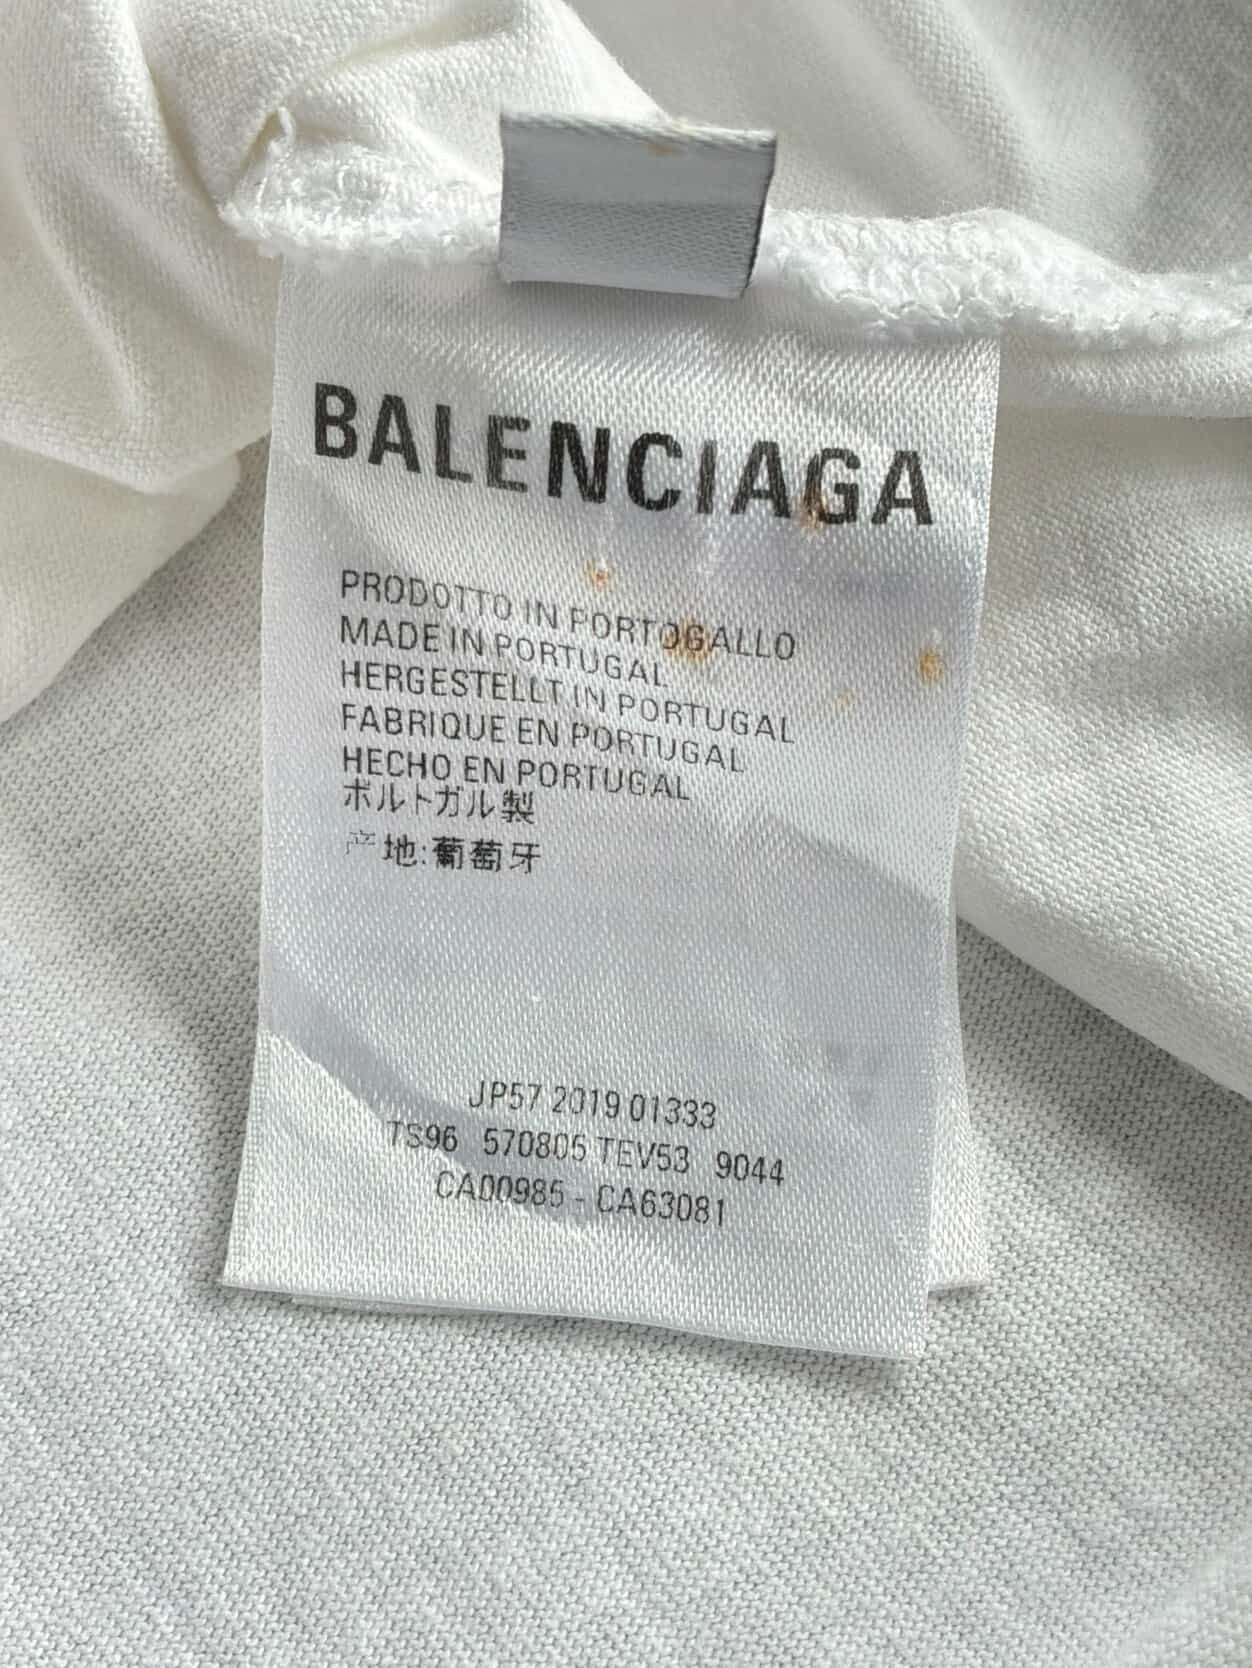 BALENCIAGA
PRODOTTO IN PORTOGALLO
MADE IN PORTUGAL
HERGESTELLT IN PORTUGAL
FABRIQUE EN PORTUGAL
HECHO EN PORTUGAL
ポルトガル製
产地:葡萄牙
JP57 2019 01333
TS96 570805 TEV53 9044
CA00985 - CA63081